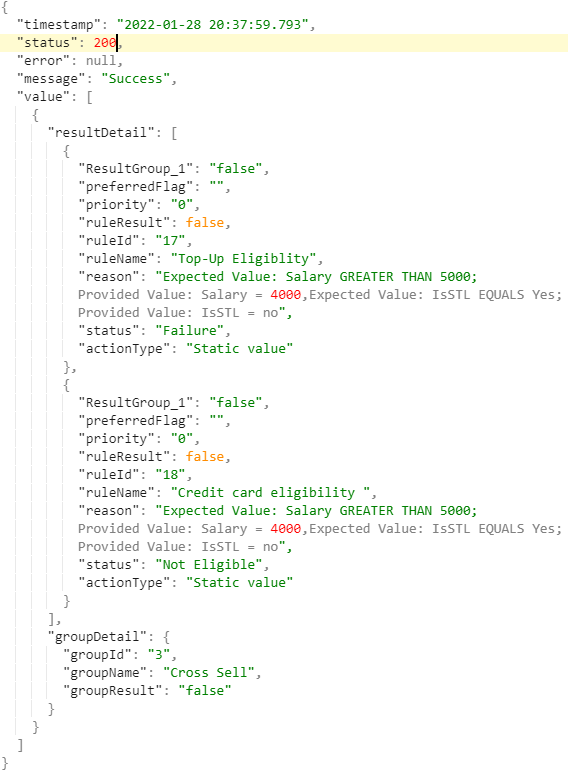 {
"timestamp": "2022-01-28 20:37:59.793",
"status": 200,
"error": null,
"message": "Success",
"value": [
{
"resultDetail": [
{
"ResultGroup_1": "false",
"preferredFlag": "",
"priority": "0",
"ruleResult": false,
"ruleId": "17",
"ruleName": "Top-Up Eligiblity",
"reason": "Expected Value: Salary GREATER THAN 5000;
Provided Value: Salary = 4000,Expected Value: IsSTL EQUALS Yes;
Provided Value: IsSTL = no",
"status": "Failure",
"actionType": "Static value"
},
{
"ResultGroup_1": "false",
"preferredFlag": "",
"priority": "0",
"ruleResult": false,
"ruleId": "18",
"ruleName": "Credit card eligibility ",
"reason": "Expected Value: Salary GREATER THAN 5000;
Provided Value: Salary = 4000,Expected Value: IsSTL EQUALS Yes;
Provided Value: IsSTL = no",
"status": "Not Eligible",
"actionType": "Static value"
}
],
"groupDetail": {
"groupId": "3",
"groupName": "Cross Sell",
"groupResult": "false"
}
}
]
}